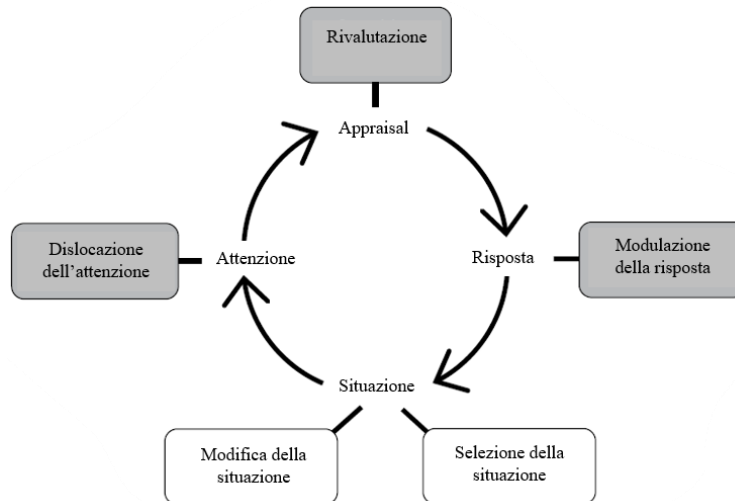 Rivalutazione
Appraisal
Dislocazione
dell’attenzione
Attenzione
Risposta
Modulazione
della risposta
Situazione
Modifica della
situazione
Selezione della
situazione